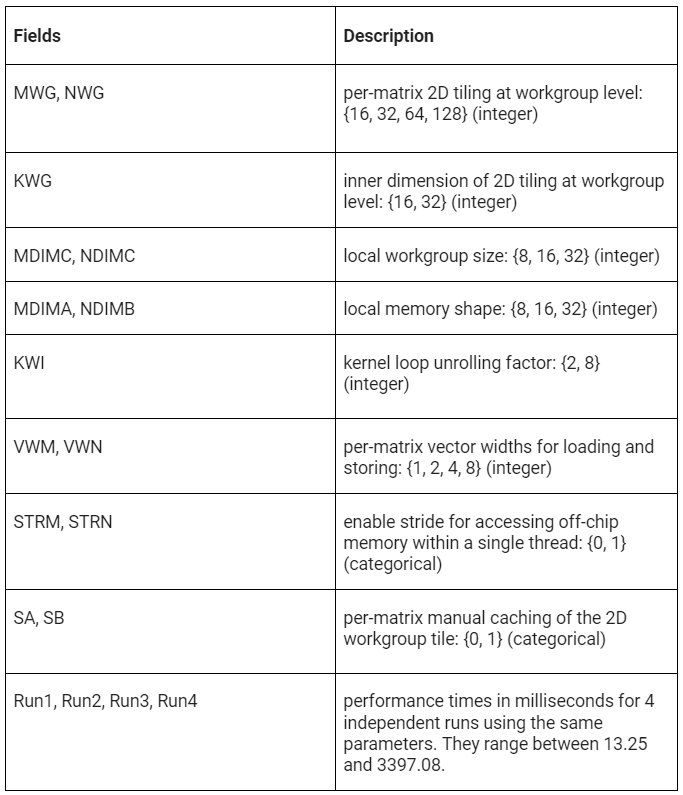 Fields
Description
MWG, NWG
per-matrix 2D tiling at workgroup level:
{16, 32, 64, 128} (integer)
KWG
inner dimension of 2D tiling at workgroup
level: {16, 32} (integer)
MDIMC, NDIMC
local workgroup size: {8, 16, 32} (integer)
MDIMA, NDIMB
local memory shape: {8, 16, 32} (integer)
KWI
kernel loop unrolling factor: {2, 8}
(integer)
VWM, VWN
per-matrix vector widths for loading and
storing: {1, 2, 4, 8} (integer)
STRM, STRN
enable stride for accessing off-chip
memory within a single thread: {0, 1}
(categorical)
SA, SB
per-matrix manual caching of the 2D
workgroup tile: {0, 1} (categorical)
Run1, Run2, Run3, Run4
performance times in milliseconds for 4
independent runs using the same
parameters. They range between 13.25
and 3397.08.